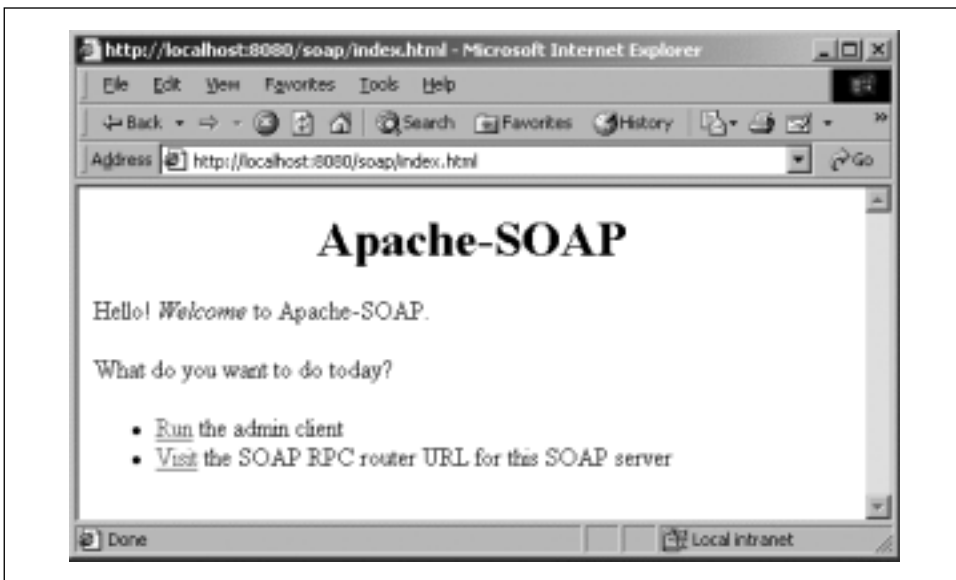 http://localhost:8080/soap/index.html - Microsoft Internet Explorer
File Edit View Favorites Tools Help
Back Search Favorites History »
Address http://localhost:8080/soap/index.html Go
Apache-SOAP
Hello! Welcome to Apache-SOAP.
What do you want to do today?
• Run the admin client
• Visit the SOAP RPC router URL for this SOAP server
Done Local intranet